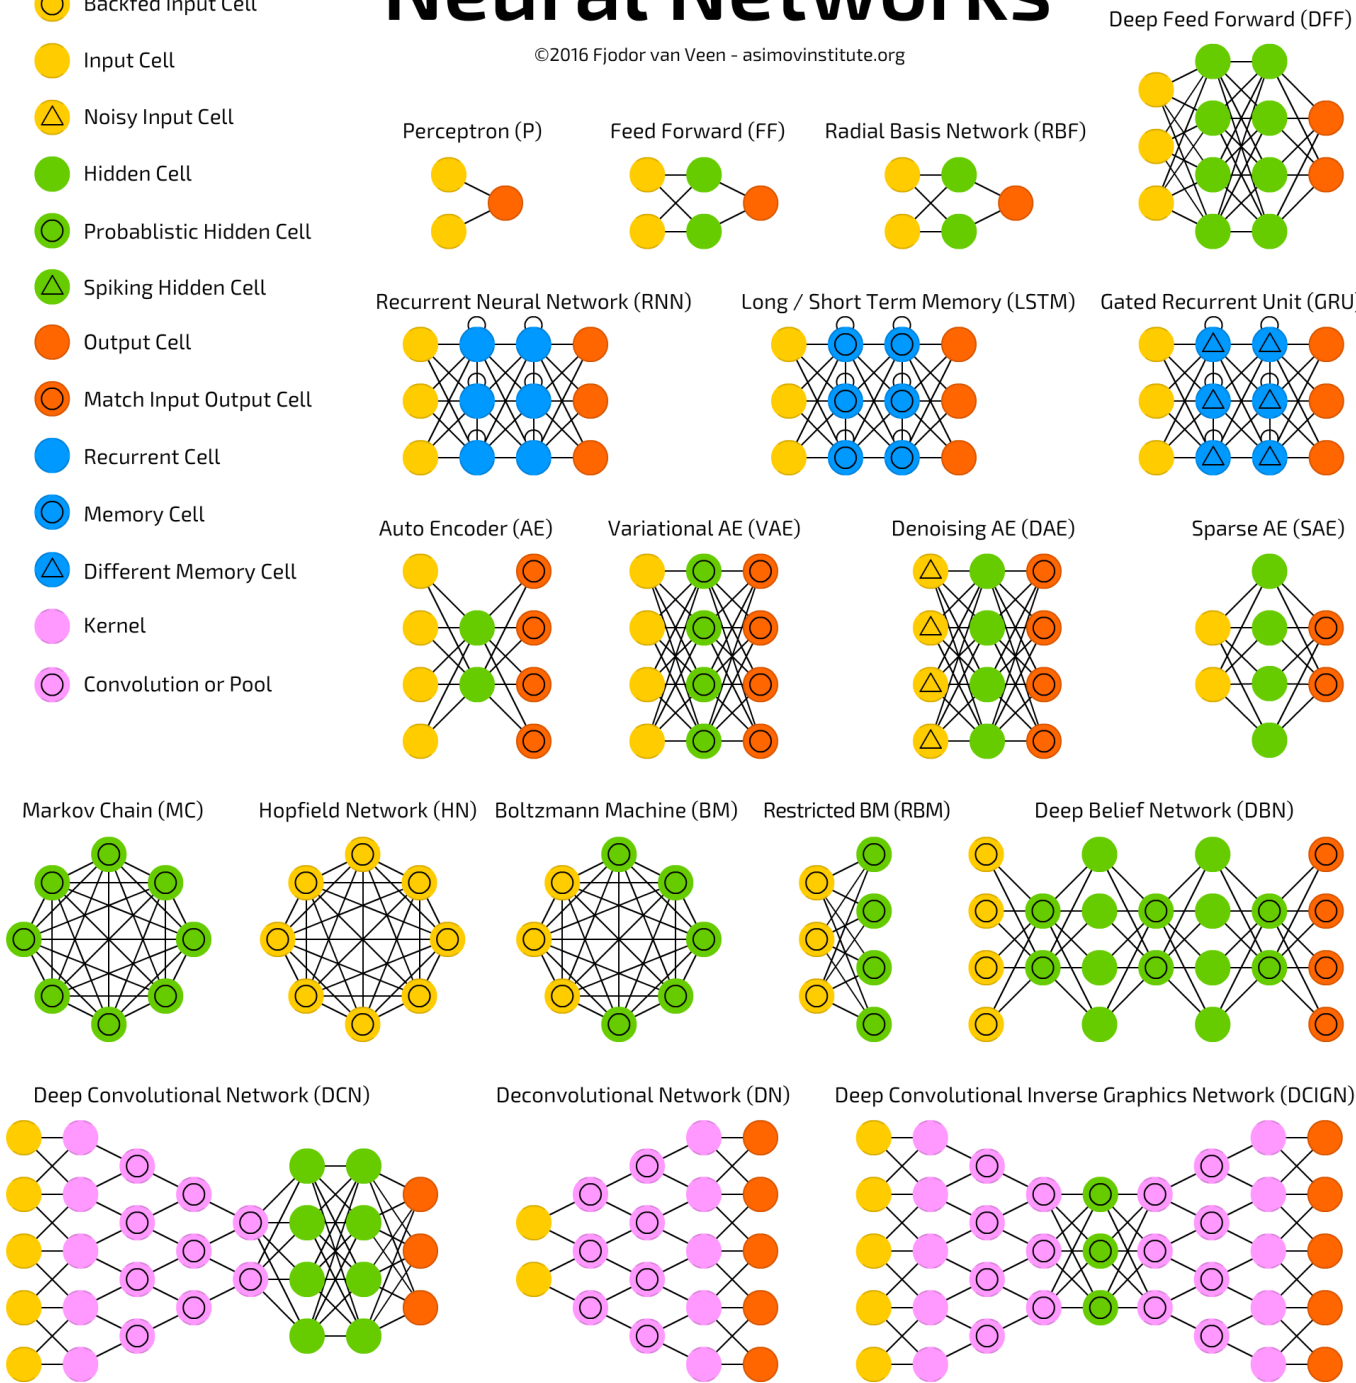 Backfed Input Cell
Neural Networks
Deep Feed Forward (DFF)
Input Cell
©2016 Fjodor van Veen - asimovinstitute.org
Noisy Input Cell
Perceptron (P)
Feed Forward (FF)
Radial Basis Network (RBF)
Hidden Cell
Probablistic Hidden Cell
Spiking Hidden Cell
Recurrent Neural Network (RNN)
Long / Short Term Memory (LSTM)
Gated Recurrent Unit (GRU)
Output Cell
Match Input Output Cell
Recurrent Cell
Memory Cell
Auto Encoder (AE)
Variational AE (VAE)
Denoising AE (DAE)
Sparse AE (SAE)
Different Memory Cell
Kernel
Convolution or Pool
Markov Chain (MC)
Hopfield Network (HN)
Boltzmann Machine (BM)
Restricted BM (RBM)
Deep Belief Network (DBN)
Deep Convolutional Network (DCN)
Deconvolutional Network (DN)
Deep Convolutional Inverse Graphics Network (DCIGN)